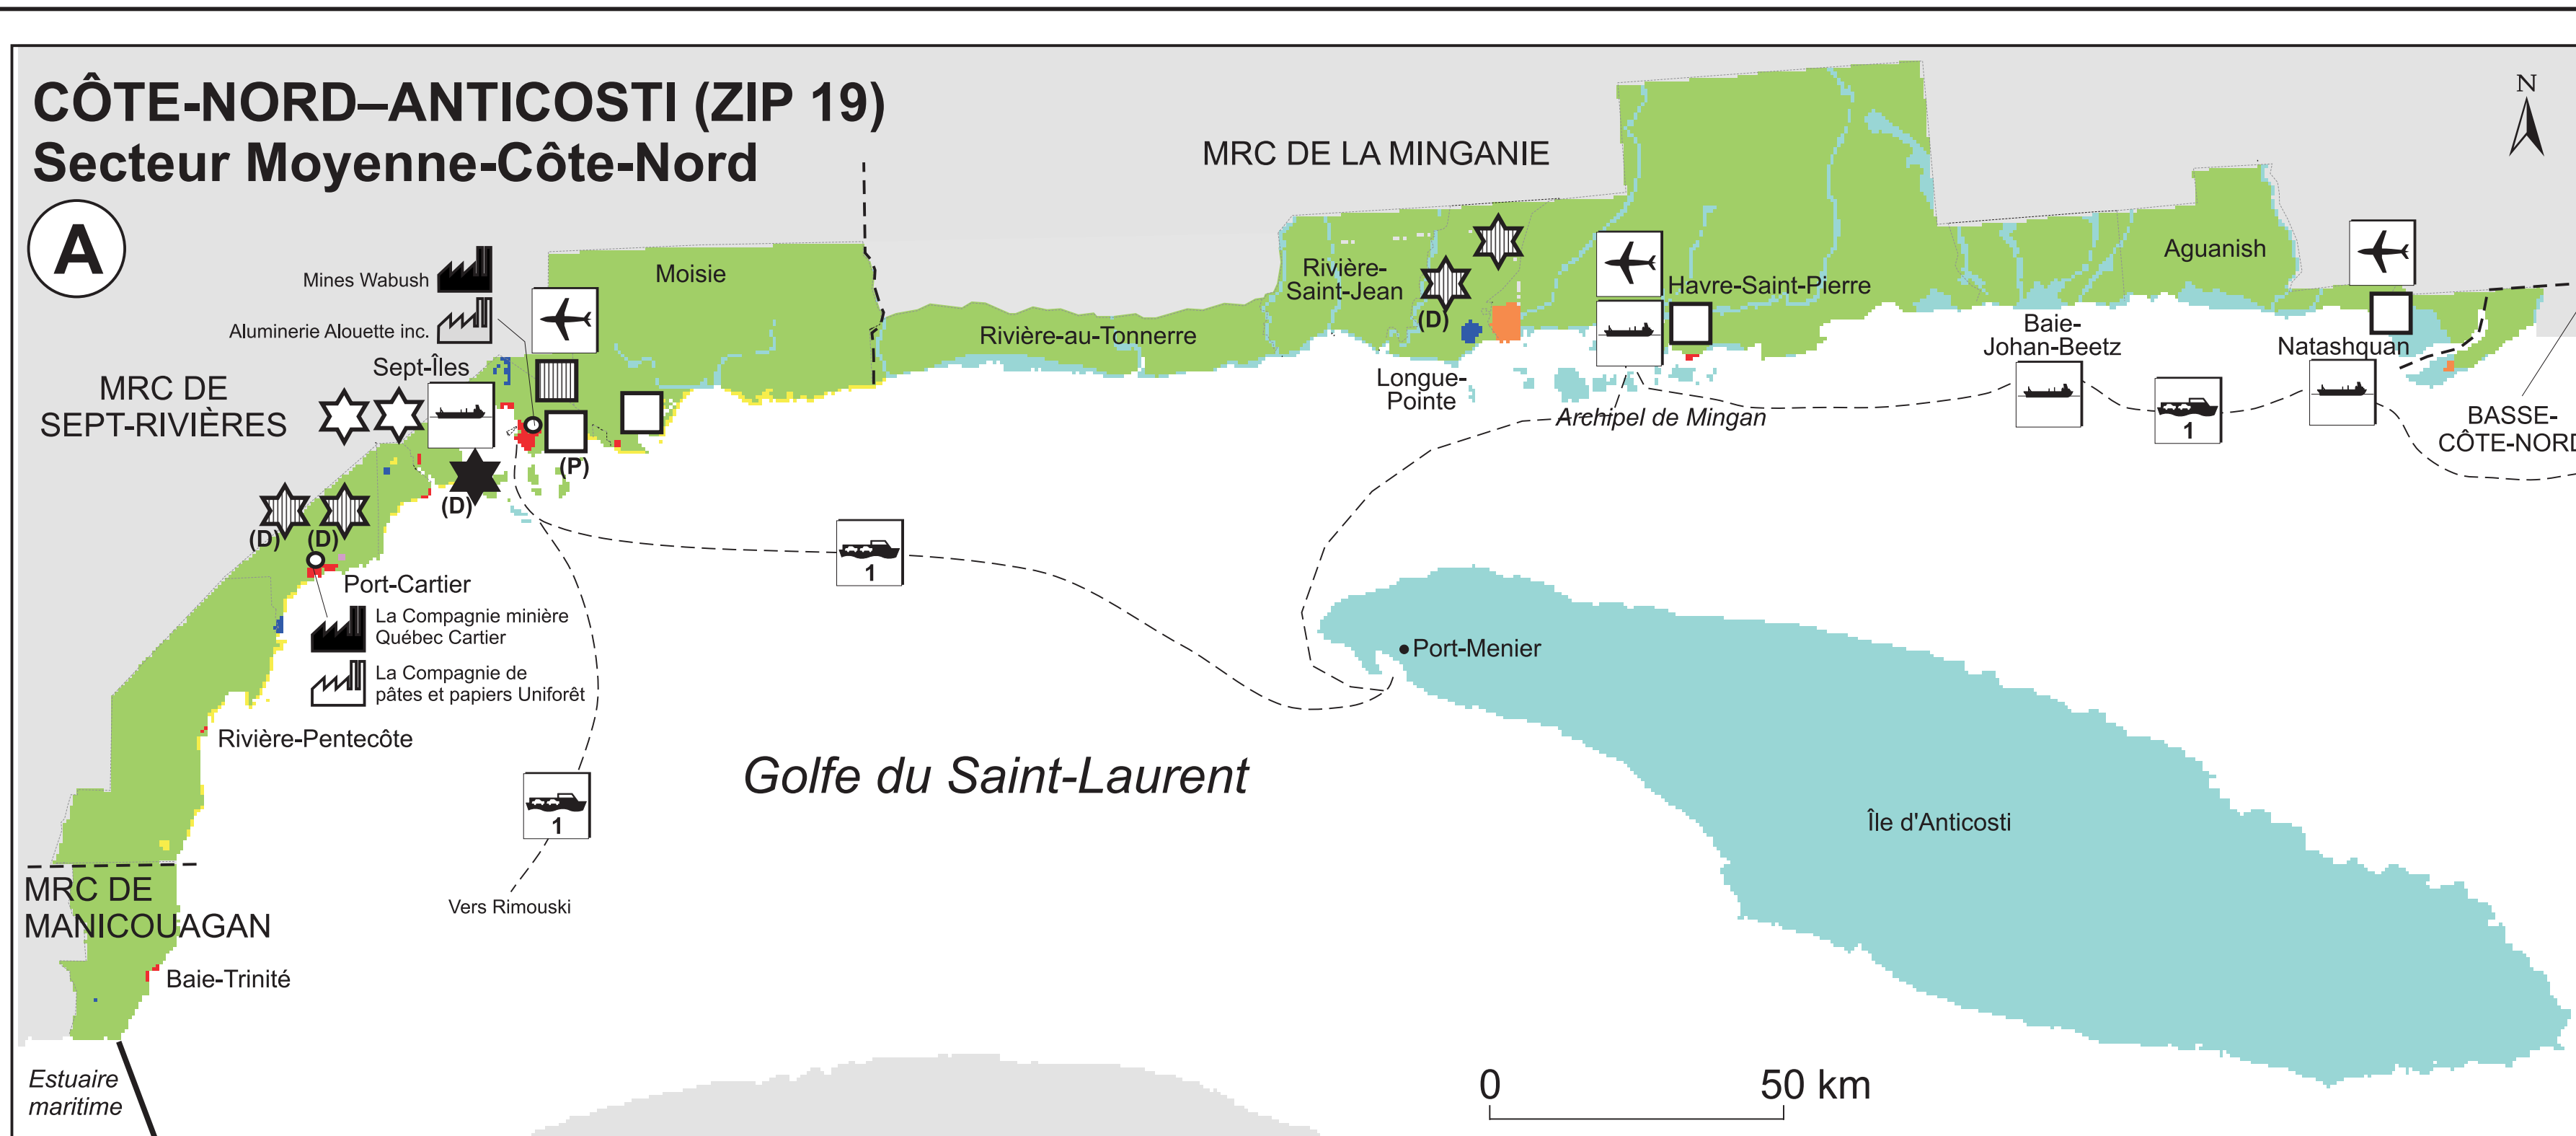 CÔTE-NORD–ANTICOSTI (ZIP 19)
Secteur Moyenne-Côte-Nord
A
N
MRC DE LA MINGANIE
Mines Wabush
Aluminerie Alouette inc.
Sept-Îles
Moisie
MRC DE
SEPT-RIVIÈRES
Rivière-au-Tonnerre
Rivière-
Saint-Jean
(D)
Longue-
Pointe
Havre-Saint-Pierre
Archipel de Mingan
Aguanish
Baie-
Johan-Beetz
1
Natashquan
BASSE-
CÔTE-NORD
(P)
(D)
(D)
(D)
1
Port-Cartier
La Compagnie minière
Québec Cartier
La Compagnie de
pâtes et papiers Uniforêt
Port-Menier
Rivière-Pentecôte
Golfe du Saint-Laurent
1
Île d'Anticosti
MRC DE
MANICOUAGAN
Vers Rimouski
Baie-Trinité
Estuaire
maritime
0 50 km